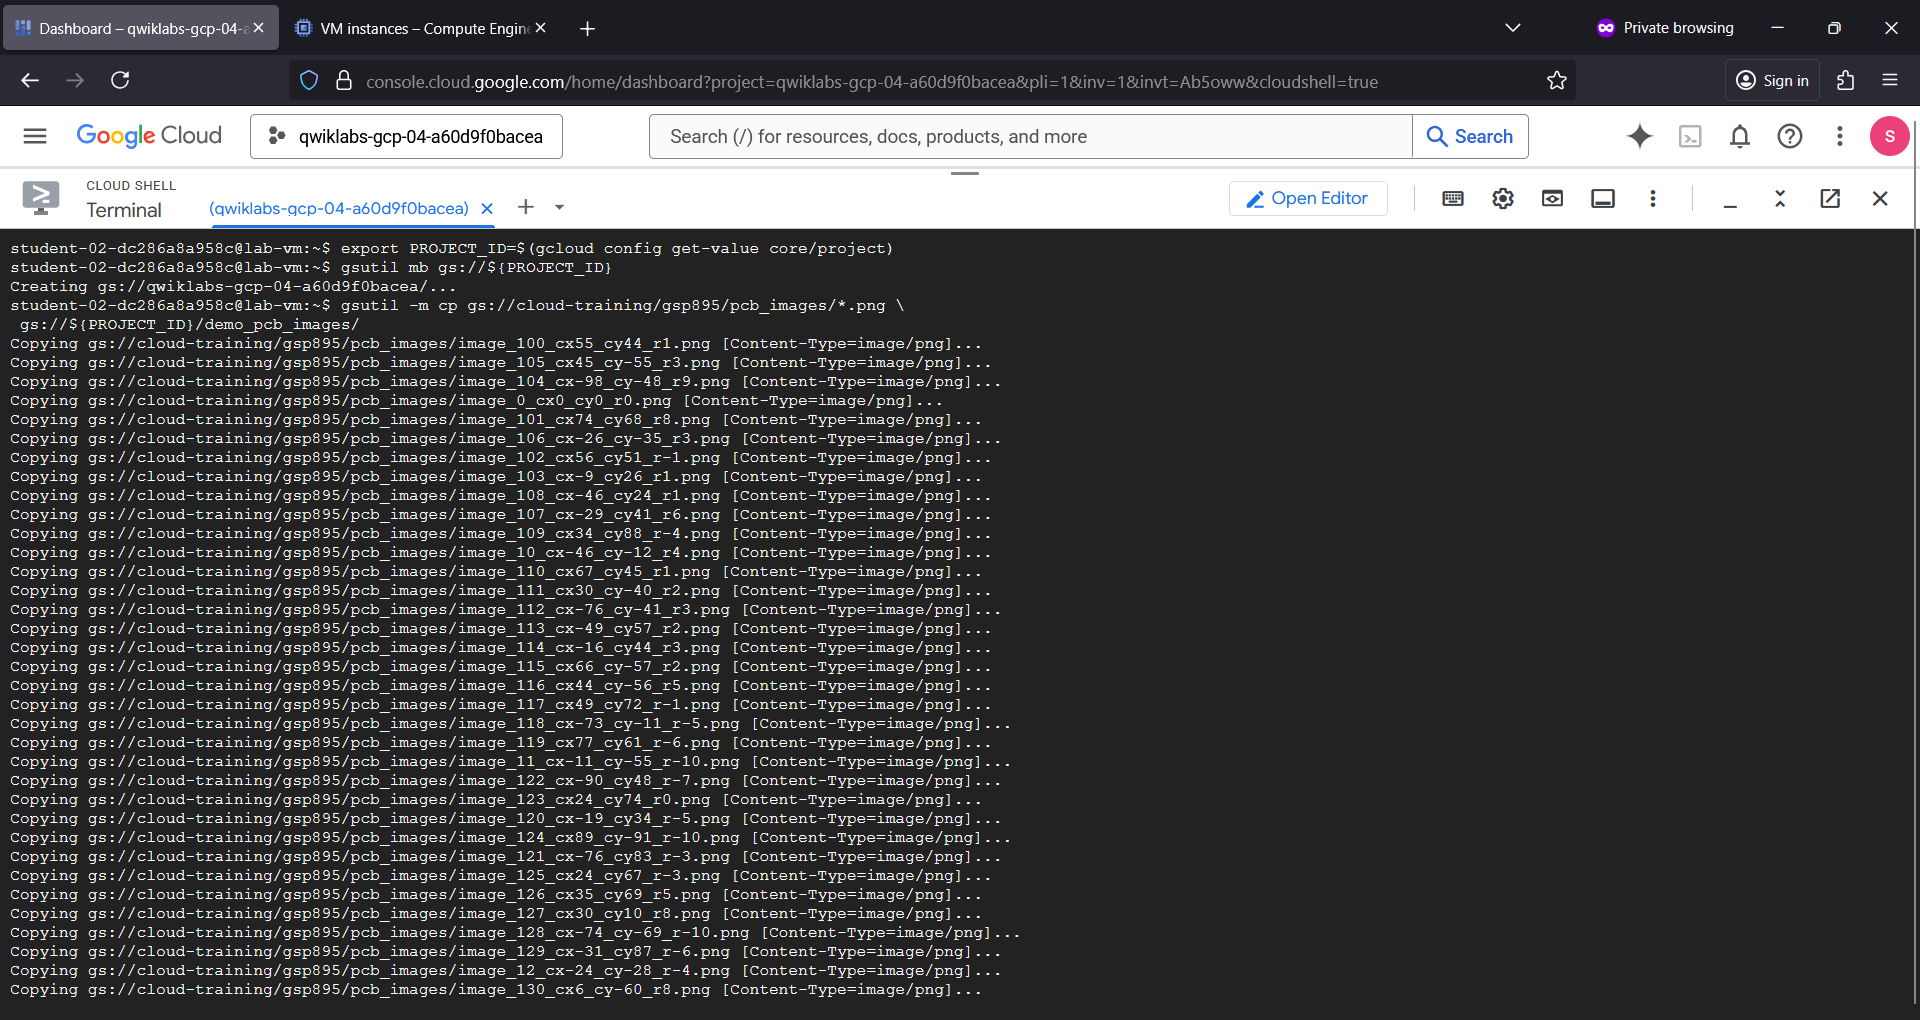 Dashboard – qwiklabs-gcp-04-a
VM instances – Compute Engin
Private browsing
console.cloud.google.com/home/dashboard?project=qwiklabs-gcp-04-a60d9f0bacea&pli=1&inv=1&invt=Ab5oww&cloudshell=true
Sign in
Google Cloud
qwiklabs-gcp-04-a60d9f0bacea
Search (/) for resources, docs, products, and more
Search
S
CLOUD SHELL
Terminal
(qwiklabs-gcp-04-a60d9f0bacea)
Open Editor
student-02-dc286a8a958c@lab-vm:~$ export PROJECT_ID=$(gcloud config get-value core/project)
student-02-dc286a8a958c@lab-vm:~$ gsutil mb gs://${PROJECT_ID}
Creating gs://qwiklabs-gcp-04-a60d9f0bacea/...
student-02-dc286a8a958c@lab-vm:~$ gsutil -m cp gs://cloud-training/gsp895/pcb_images/*.png \
 gs://${PROJECT_ID}/demo_pcb_images/
Copying gs://cloud-training/gsp895/pcb_images/image_100_cx55_cy44_r1.png [Content-Type=image/png]...
Copying gs://cloud-training/gsp895/pcb_images/image_105_cx45_cy-55_r3.png [Content-Type=image/png]...
Copying gs://cloud-training/gsp895/pcb_images/image_104_cx-98_cy-48_r9.png [Content-Type=image/png]...
Copying gs://cloud-training/gsp895/pcb_images/image_0_cx0_cy0_r0.png [Content-Type=image/png]...
Copying gs://cloud-training/gsp895/pcb_images/image_101_cx74_cy68_r8.png [Content-Type=image/png]...
Copying gs://cloud-training/gsp895/pcb_images/image_106_cx-26_cy-35_r3.png [Content-Type=image/png]...
Copying gs://cloud-training/gsp895/pcb_images/image_102_cx56_cy51_r-1.png [Content-Type=image/png]...
Copying gs://cloud-training/gsp895/pcb_images/image_103_cx-9_cy26_r1.png [Content-Type=image/png]...
Copying gs://cloud-training/gsp895/pcb_images/image_108_cx-46_cy24_r1.png [Content-Type=image/png]...
Copying gs://cloud-training/gsp895/pcb_images/image_107_cx-29_cy41_r6.png [Content-Type=image/png]...
Copying gs://cloud-training/gsp895/pcb_images/image_109_cx34_cy88_r-4.png [Content-Type=image/png]...
Copying gs://cloud-training/gsp895/pcb_images/image_10_cx-46_cy-12_r4.png [Content-Type=image/png]...
Copying gs://cloud-training/gsp895/pcb_images/image_110_cx67_cy45_r1.png [Content-Type=image/png]...
Copying gs://cloud-training/gsp895/pcb_images/image_111_cx30_cy-40_r2.png [Content-Type=image/png]...
Copying gs://cloud-training/gsp895/pcb_images/image_112_cx-76_cy-41_r3.png [Content-Type=image/png]...
Copying gs://cloud-training/gsp895/pcb_images/image_113_cx-49_cy57_r2.png [Content-Type=image/png]...
Copying gs://cloud-training/gsp895/pcb_images/image_114_cx-16_cy44_r3.png [Content-Type=image/png]...
Copying gs://cloud-training/gsp895/pcb_images/image_115_cx66_cy-57_r2.png [Content-Type=image/png]...
Copying gs://cloud-training/gsp895/pcb_images/image_116_cx44_cy-56_r5.png [Content-Type=image/png]...
Copying gs://cloud-training/gsp895/pcb_images/image_117_cx49_cy72_r-1.png [Content-Type=image/png]...
Copying gs://cloud-training/gsp895/pcb_images/image_118_cx-73_cy-11_r-5.png [Content-Type=image/png]...
Copying gs://cloud-training/gsp895/pcb_images/image_119_cx77_cy61_r-6.png [Content-Type=image/png]...
Copying gs://cloud-training/gsp895/pcb_images/image_11_cx-11_cy-55_r-10.png [Content-Type=image/png]...
Copying gs://cloud-training/gsp895/pcb_images/image_122_cx-90_cy48_r-7.png [Content-Type=image/png]...
Copying gs://cloud-training/gsp895/pcb_images/image_123_cx24_cy74_r0.png [Content-Type=image/png]...
Copying gs://cloud-training/gsp895/pcb_images/image_120_cx-19_cy34_r-5.png [Content-Type=image/png]...
Copying gs://cloud-training/gsp895/pcb_images/image_124_cx89_cy-91_r-10.png [Content-Type=image/png]...
Copying gs://cloud-training/gsp895/pcb_images/image_121_cx-76_cy83_r-3.png [Content-Type=image/png]...
Copying gs://cloud-training/gsp895/pcb_images/image_125_cx24_cy67_r-3.png [Content-Type=image/png]...
Copying gs://cloud-training/gsp895/pcb_images/image_126_cx35_cy69_r5.png [Content-Type=image/png]...
Copying gs://cloud-training/gsp895/pcb_images/image_127_cx30_cy10_r8.png [Content-Type=image/png]...
Copying gs://cloud-training/gsp895/pcb_images/image_128_cx-74_cy-69_r-10.png [Content-Type=image/png]...
Copying gs://cloud-training/gsp895/pcb_images/image_129_cx-31_cy87_r-6.png [Content-Type=image/png]...
Copying gs://cloud-training/gsp895/pcb_images/image_12_cx-24_cy-28_r-4.png [Content-Type=image/png]...
Copying gs://cloud-training/gsp895/pcb_images/image_130_cx6_cy-60_r8.png [Content-Type=image/png]...